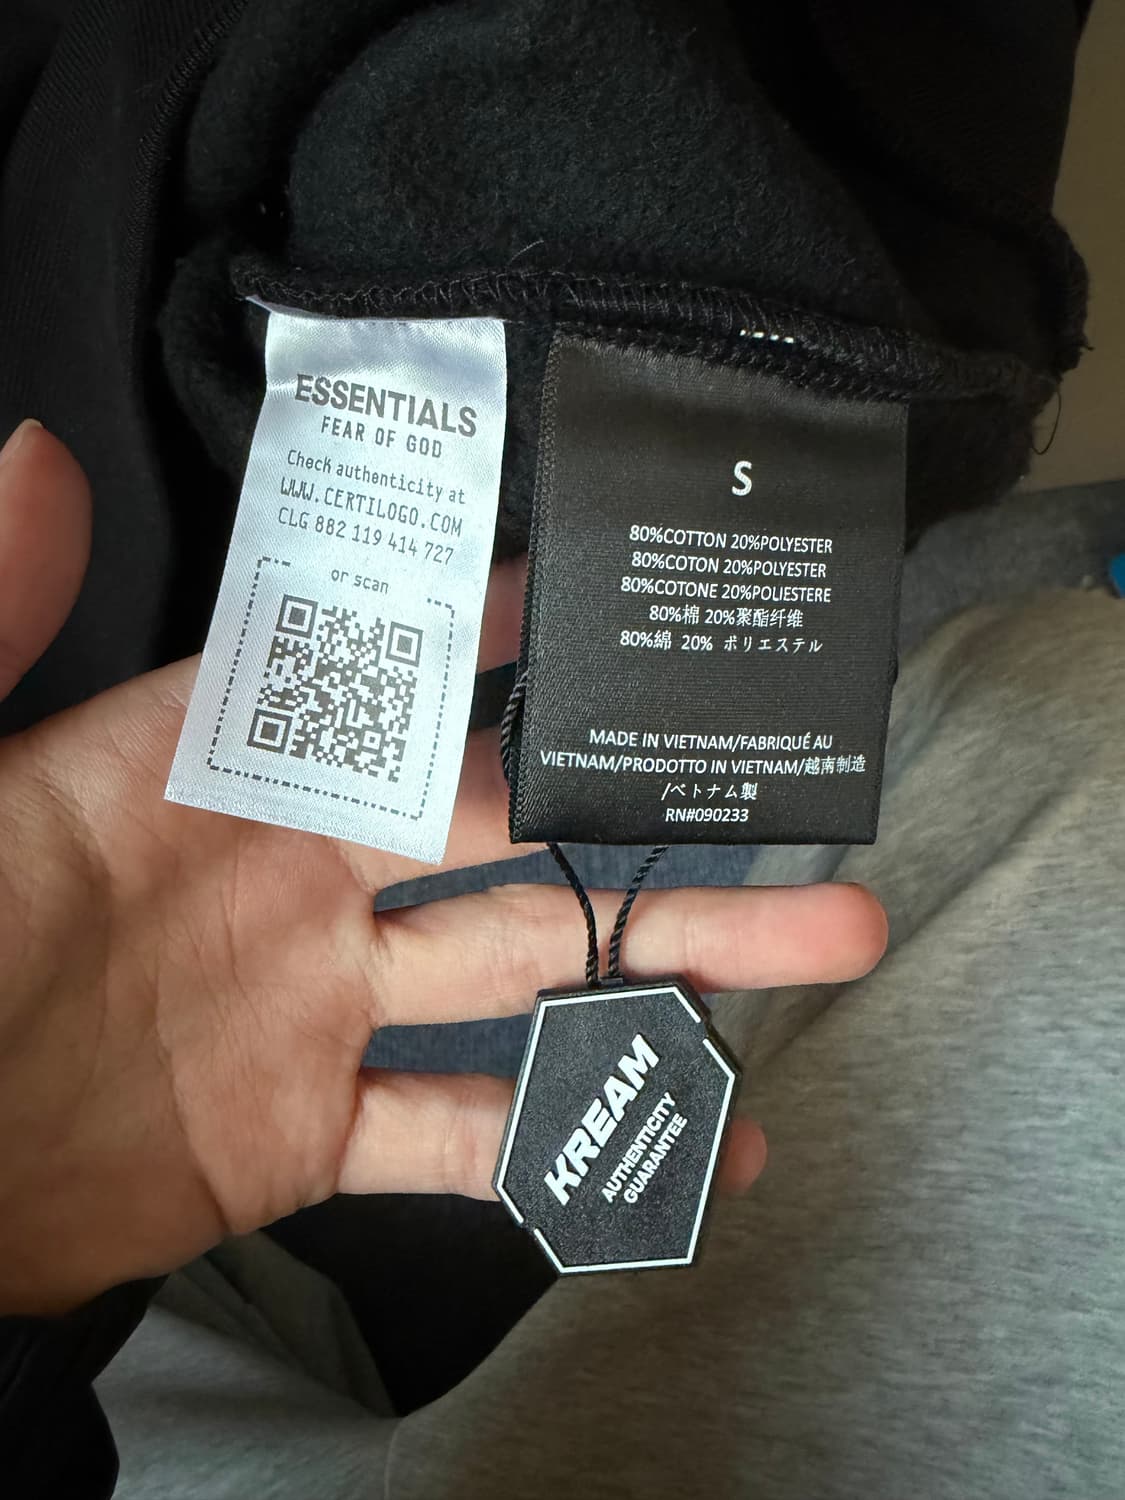 ESSENTIALS
FEAR OF GOD
Check authenticity at
WWW.CERTILOGO.COM
CLG 882 119 414 727
or scan
S
80%COTTON 20%POLYESTER
80%COTON 20%POLYESTER
80%COTONE 20%POLIESTERE
80%棉 20%聚酯纤维
80%綿 20% ポリエステル
MADE IN VIETNAM/FABRIQUÉ AU
VIETNAM/PRODOTTO IN VIETNAM/越南制造
/ベトナム製
RN#090233
KREAM
AUTHENTICITY
GUARANTEE